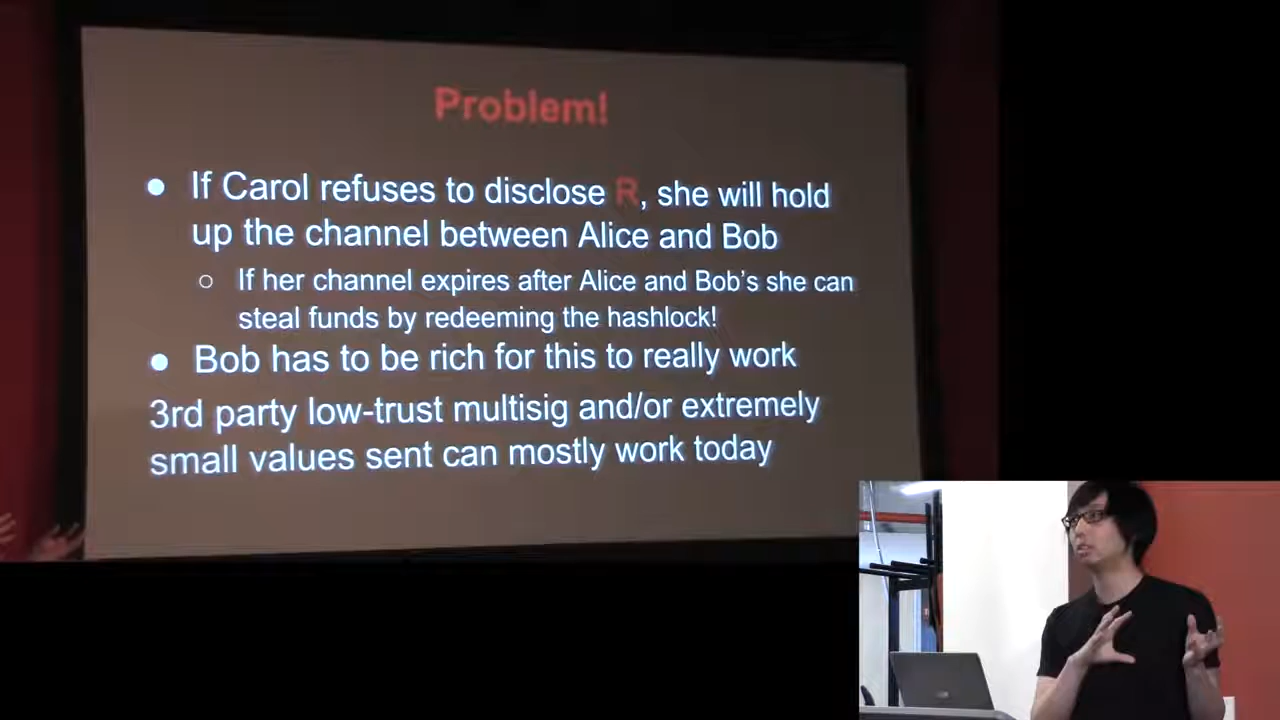 Problem!
● If Carol refuses to disclose R, she will hold
up the channel between Alice and Bob
○ If her channel expires after Alice and Bob's she can
steal funds by redeeming the hashlock!
● Bob has to be rich for this to really work
3rd party low-trust multisig and/or extremely
small values sent can mostly work today